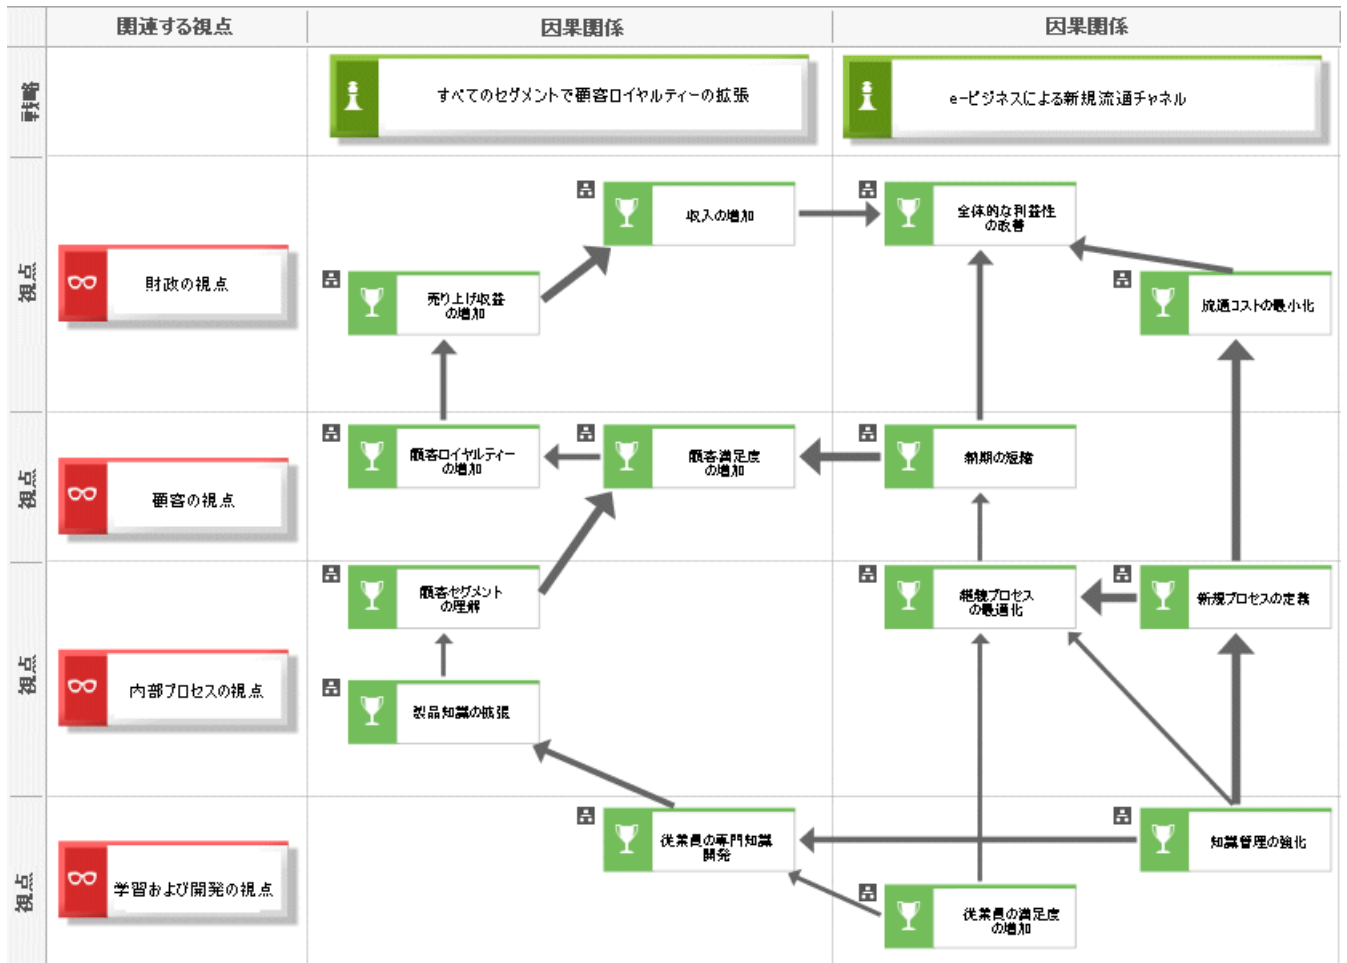 関連する視点
因果関係
因果関係
戦略
すべてのセグメントで顧客ロイヤルティーの拡張
e-ビジネスによる新規流通チャネル
視点
財政の視点
収入の増加
全体的な利益性
の改善
売り上げ収益
の増加
流通コストの最小化
視点
顧客の視点
顧客ロイヤルティー
の増加
顧客満足度
の増加
納期の短縮
視点
内部プロセスの視点
顧客セグメント
の理解
継続プロセス
の最適化
新規プロセスの定義
製品知識の拡張
視点
学習および開発の視点
従業員の専門知識
開発
知識管理の強化
従業員の満足度
の増加